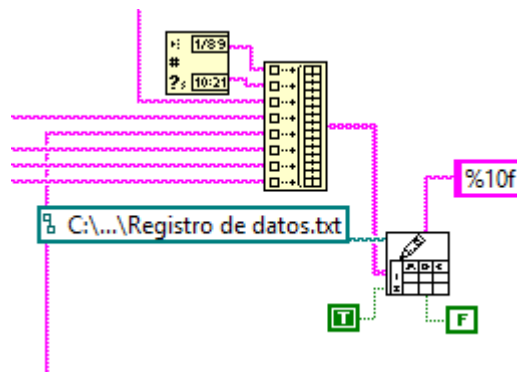 1/89
#
?s 10:21
%10f
C:\...\Registro de datos.txt
T
F